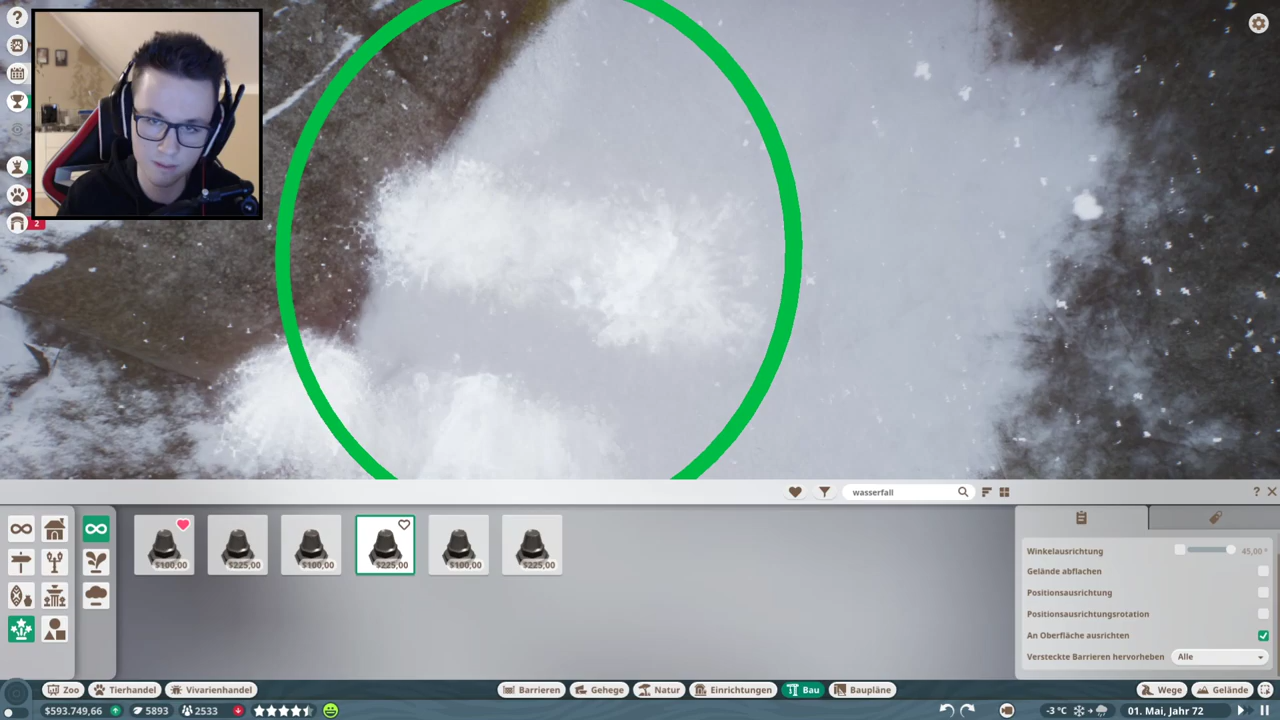 2
wasserfall
$100,00
$225,00
$100,00
$225,00
$100,00
$225,00
Winkelausrichtung 45,00 °
Gelände abflachen
Positionsausrichtung
Positionsausrichtungsrotation
An Oberfläche ausrichten
Versteckte Barrieren hervorheben Alle
Zoo Tierhandel Vivarienhandel Barrieren Gehege Natur Einrichtungen Bau Baupläne Wege Gelände
$593.749,66 5893 2533 -3 °C 01. Mai, Jahr 72